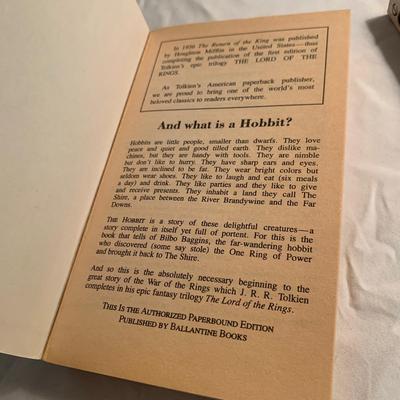 In 1956 The Return of the King was published
by Houghton Mifflin in the United States—thus
completing the publication of the first edition of
Tolkien's epic trilogy THE LORD OF THE
RINGS.
As Tolkien's American paperback publisher,
we are proud to bring one of the world's most
beloved classics to readers everywhere.
And what is a Hobbit?
Hobbits are little people, smaller than dwarfs. They love
peace and quiet and good tilled earth. They dislike ma-
chines, but they are handy with tools. They are nimble
but don't like to hurry. They have sharp ears and eyes.
They are inclined to be fat. They wear bright colors but
seldom wear shoes. They like to laugh and eat (six meals
a day) and drink. They like parties and they like to give
and receive presents. They inhabit a land they call The
Shire, a place between the River Brandywine and the Far
Downs.
THE HOBBIT is a story of these delightful creatures—a
story complete in itself yet full of portent. For this is the
book that tells of Bilbo Baggins, the far-wandering hobbit
who discovered (some say stole) the One Ring of Power
and brought it back to The Shire.
And so this is the absolutely necessary beginning to the
great story of the War of the Rings which J. R. R. Tolkien
completes in his epic fantasy trilogy The Lord of the Rings.
THIS IS THE AUTHORIZED PAPERBOUND EDITION
PUBLISHED BY BALLANTINE BOOKS